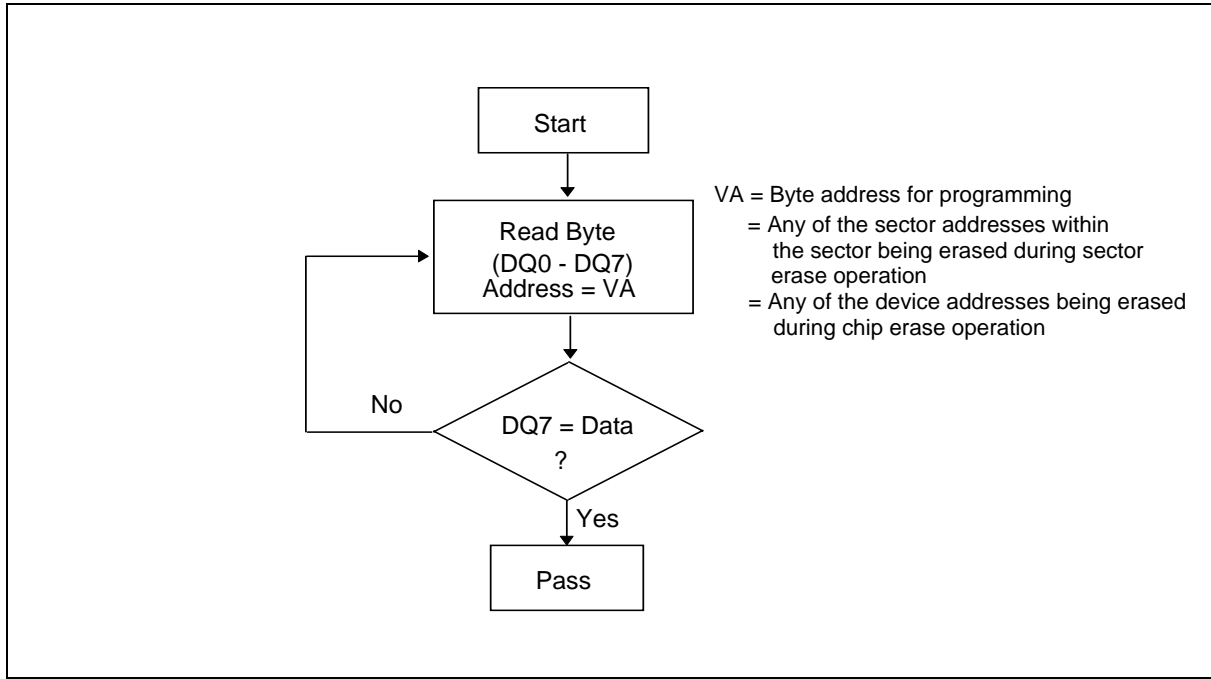 Start
Read Byte
(DQ0 - DQ7)
Address = VA
VA = Byte address for programming
= Any of the sector addresses within
the sector being erased during sector
erase operation
= Any of the device addresses being erased
during chip erase operation
No
DQ7 = Data
?
Yes
Pass